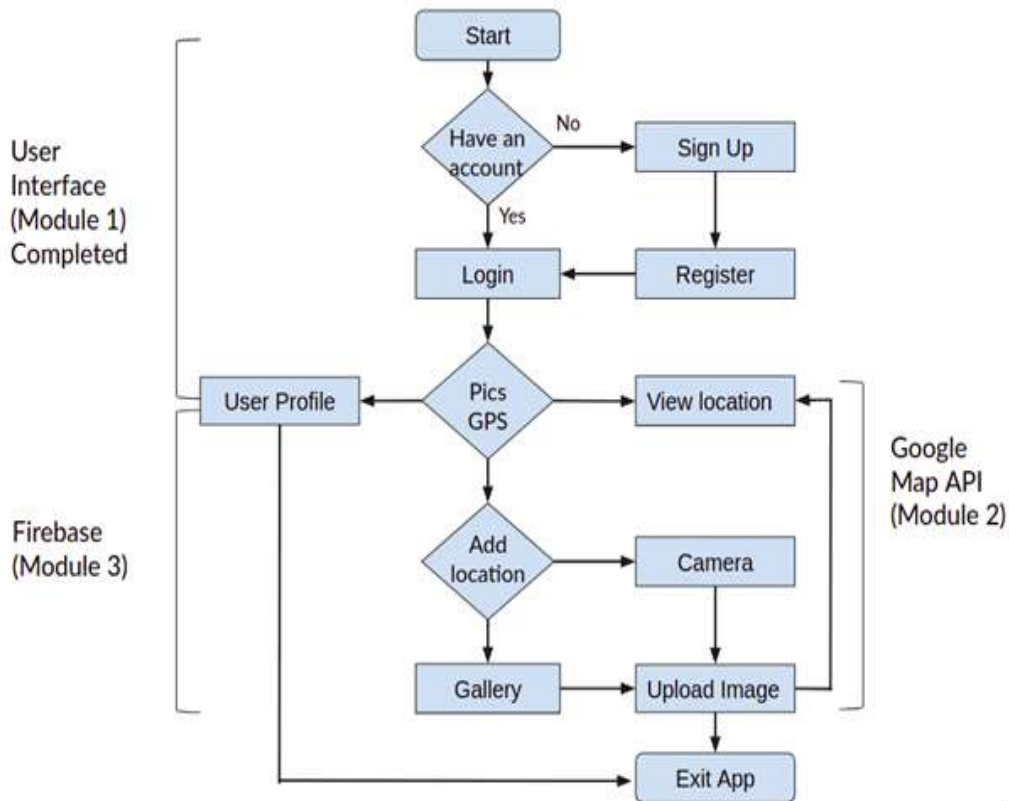 Start
Have an
account
No
Sign Up
Yes
User
Interface
(Module 1)
Completed
Login
Register
User Profile
Pics
GPS
View location
Google
Map API
(Module 2)
Firebase
(Module 3)
Add
location
Camera
Gallery
Upload Image
Exit App